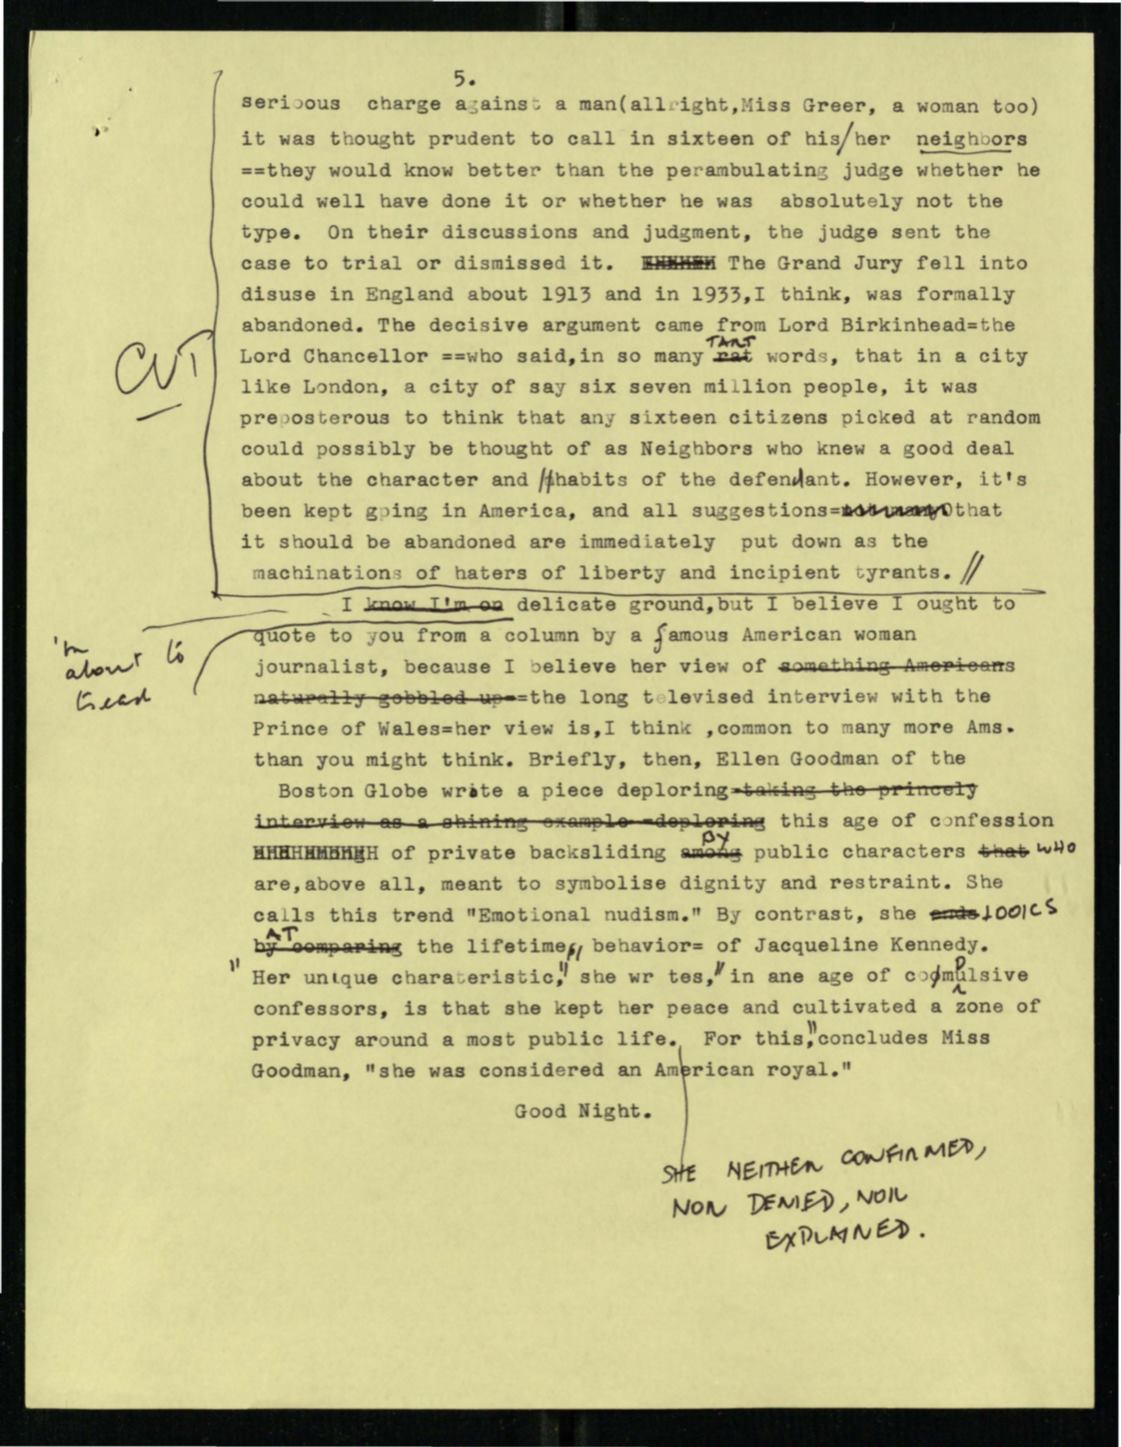 5.
serioous charge against a man(allright,Miss Greer, a woman too)
it was thought prudent to call in sixteen of his/her neighbors
==they would know better than the perambulating judge whether he
could well have done it or whether he was absolutely not the
type. On their discussions and judgment, the judge sent the
case to trial or dismissed it. The Grand Jury fell into
disuse in England about 1913 and in 1933,I think, was formally
abandoned. The decisive argument came from Lord Birkinhead=the
TART
Lord Chancellor ==who said,in so many rat words, that in a city
CUT
like London, a city of say six seven million people, it was
preposterous to think that any sixteen citizens picked at random
could possibly be thought of as Neighbors who knew a good deal
about the character and habits of the defendant. However, it's
been kept going in America, and all suggestions=not many that
it should be abandoned are immediately put down as the
machinations of haters of liberty and incipient tyrants. //
I know I'm on delicate ground,but I believe I ought to
'm
about to
tread
quote to you from a column by a famous American woman
journalist, because I believe her view of something Americans
naturally gobbled up==the long televised interview with the
Prince of Wales=her view is,I think ,common to many more Ams.
than you might think. Briefly, then, Ellen Goodman of the
Boston Globe wrote a piece deploring=taking the princely
interview as a shining example =deploring this age of confession
BY
of private backsliding among public characters that WHO
are,above all, meant to symbolise dignity and restraint. She
calls this trend "Emotional nudism." By contrast, she ends LOOKS
AT
by comparing the lifetime behavior= of Jacqueline Kennedy.
"Her unique charateristic," she wr tes,"in ane age of compulsive
confessors, is that she kept her peace and cultivated a zone of
privacy around a most public life. For this,"concludes Miss
Goodman, "she was considered an American royal."
Good Night.
SHE NEITHER CONFIRMED,
NOR DENIED, NOR
EXPLAINED.